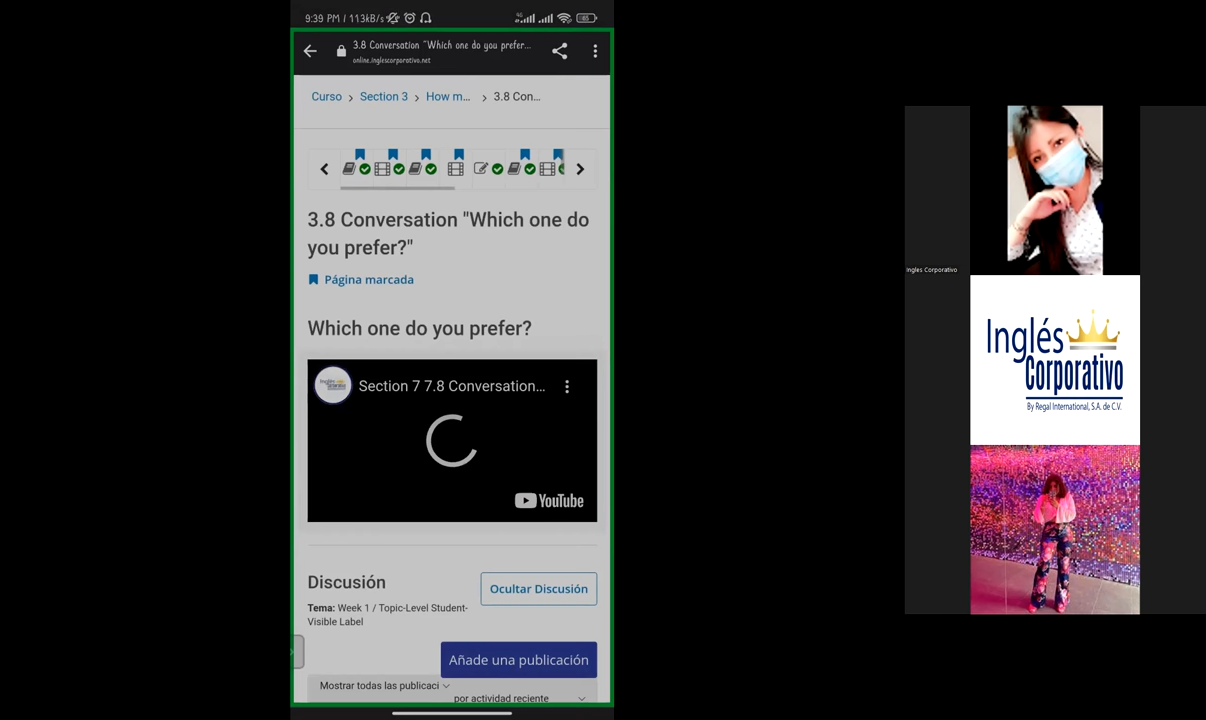 9:39 PM / 113kB/s
4G
65
3.8 Conversation "Which one do you prefer...
online.inglescorporativo.net
Curso > Section 3 > How m... > 3.8 Con...
3.8 Conversation "Which one do
you prefer?"
Página marcada
Which one do you prefer?
Section 7 7.8 Conversation...
YouTube
Discusión
Ocultar Discusión
Tema: Week 1 / Topic-Level Student-
Visible Label
Añade una publicación
Mostrar todas las publicaci
por actividad reciente
Ingles Corporativo
Inglés
Corporativo
By Regal International, S.A. de C.V.